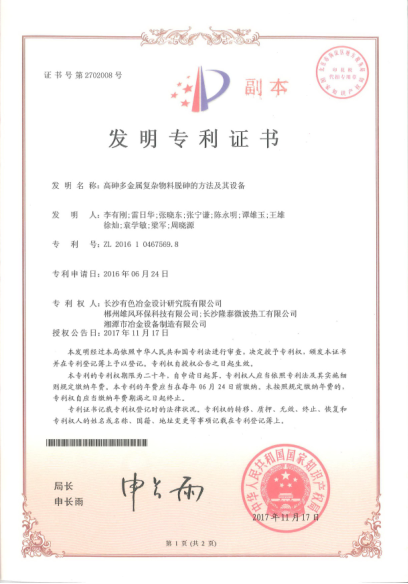 证书号第2702008号
副本
发明专利证书
发明名称：高砷多金属复杂物料脱砷的方法及其设备
发明人：李有刚;雷日华;张晓东;张宁谦;陈永明;谭雄玉;王雄
徐灿;袁学敏;梁军;周晓源
专利号：ZL 2016 1 0467569.8
专利申请日：2016年06月24日
专利权人：长沙有色冶金设计研究院有限公司
郴州雄风环保科技有限公司;长沙隆泰微波热工有限公司
湘潭市冶金设备制造有限公司
授权公告日：2017年11月17日
本发明经过本局依照中华人民共和国专利法进行审查，决定授予专利权，颁发本证书
并在专利登记簿上予以登记。专利权自授权公告之日起生效。
本专利的专利权期限为二十年，自申请日起算。专利权人应当依照专利法及其实施细
则规定缴纳年费。本专利的年费应当在每年06月24日前缴纳。未按照规定缴纳年费的，
专利权自应当缴纳年费期满之日起终止。
专利证书记载专利权登记时的法律状况。专利权的转移、质押、无效、终止、恢复和
专利权人的姓名或名称、国籍、地址变更等事项记载在专利登记簿上。
局长
申长雨
申长雨
中华人民共和国国家知识产权局
2017年11月17日
第1页(共2页)